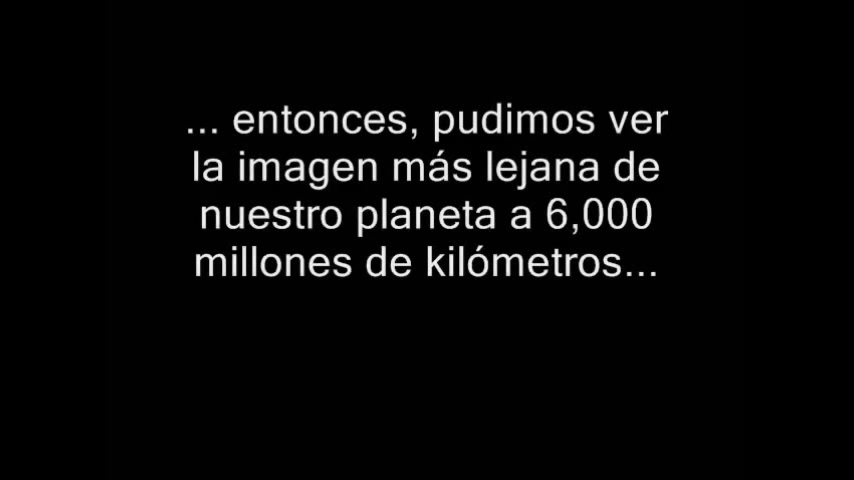 ... entonces, pudimos ver
la imagen más lejana de
nuestro planeta a 6,000
millones de kilómetros...